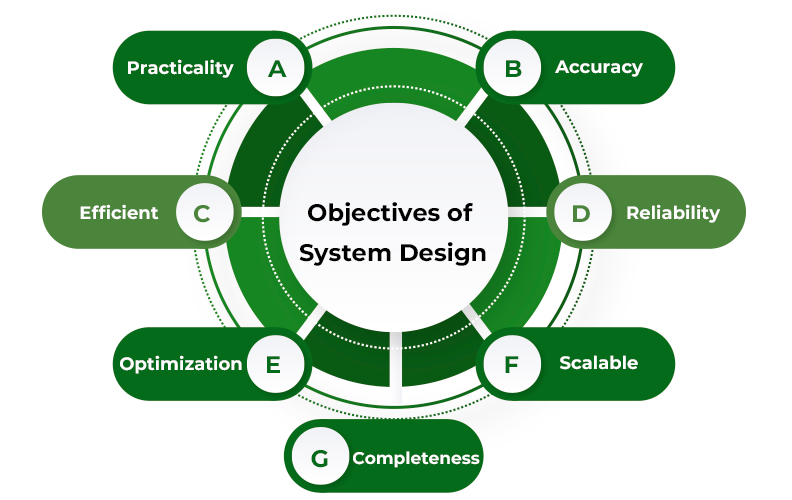 Practicality A
B Accuracy
Efficient C
D Reliability
Objectives of
System Design
Optimization E
F Scalable
G Completeness